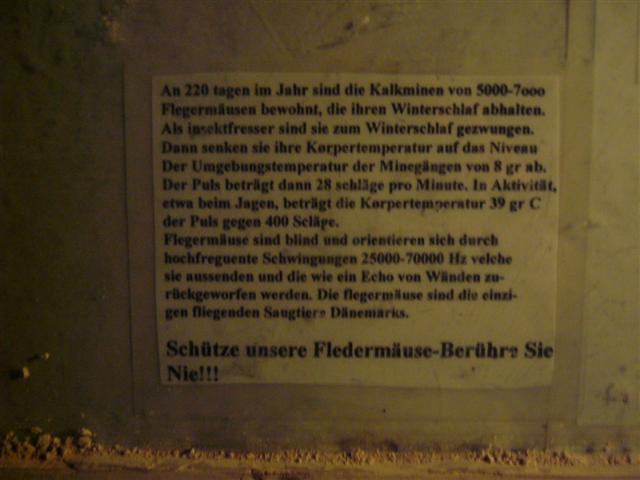 An 220 tagen im Jahr sind die Kalkminen von 5000-7ooo
Flegermäusen bewohnt, die ihren Winterschlaf abhalten.
Als insektfresser sind sie zum Winterschlaf gezwungen.
Dann senken sie ihre Kørpertemperatur auf das Niveau
Der Umgebungstemperatur der Minegängen von 8 gr ab.
Der Puls beträgt dann 28 schläge pro Minute. In Aktivität,
etwa beim Jagen, beträgt die Kørpertemperatur 39 gr C
der Puls gegen 400 Scläge.
Flegermäuse sind blind und orientieren sich durch
hochfreguente Schwingungen 25000-70000 Hz velche
sie aussenden und die wie ein Echo von Wänden zu-
rückgeworfen werden. Die flegermäuse sind die einzi-
gen fliegenden Saugtiere Dänemarks.
Schütze unsere Fledermäuse-Berühre Sie
Nie!!!